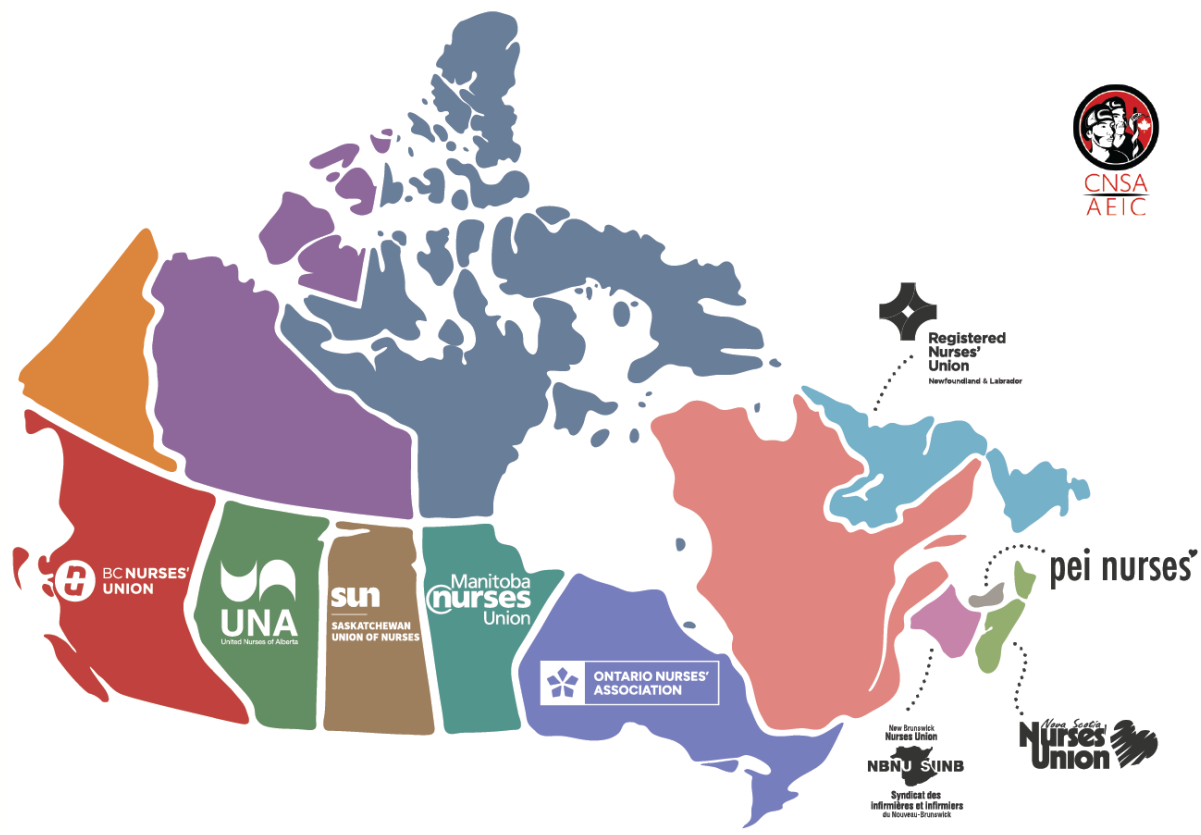 CNSA
AEIC
Registered
Nurses'
Union
Newfoundland & Labrador
BC NURSES'
UNION
UNA
United Nurses of Alberta
sun
SASKATCHEWAN
UNION OF NURSES
Manitoba
nurses
Union
ONTARIO NURSES'
ASSOCIATION
pei nurses
New Brunswick
Nurses Union
NBNU SIINB
Syndicat des
infirmières et infirmiers
du Nouveau-Brunswick
Nova Scotia
Nurses'
Union